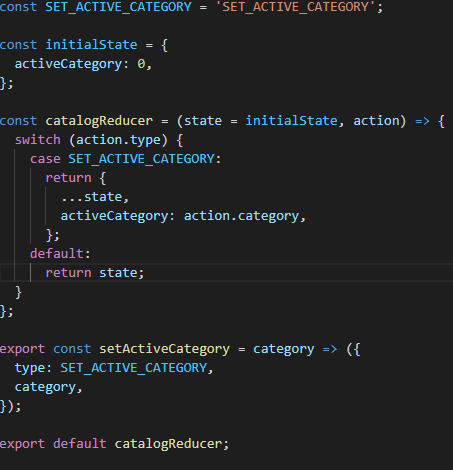 const SET_ACTIVE_CATEGORY = 'SET_ACTIVE_CATEGORY';

const initialState = {
  activeCategory: 0,
};

const catalogReducer = (state = initialState, action) => {
  switch (action.type) {
    case SET_ACTIVE_CATEGORY:
      return {
        ...state,
        activeCategory: action.category,
      };
    default:
      return state;
  }
};

export const setActiveCategory = category => ({
  type: SET_ACTIVE_CATEGORY,
  category,
});

export default catalogReducer;